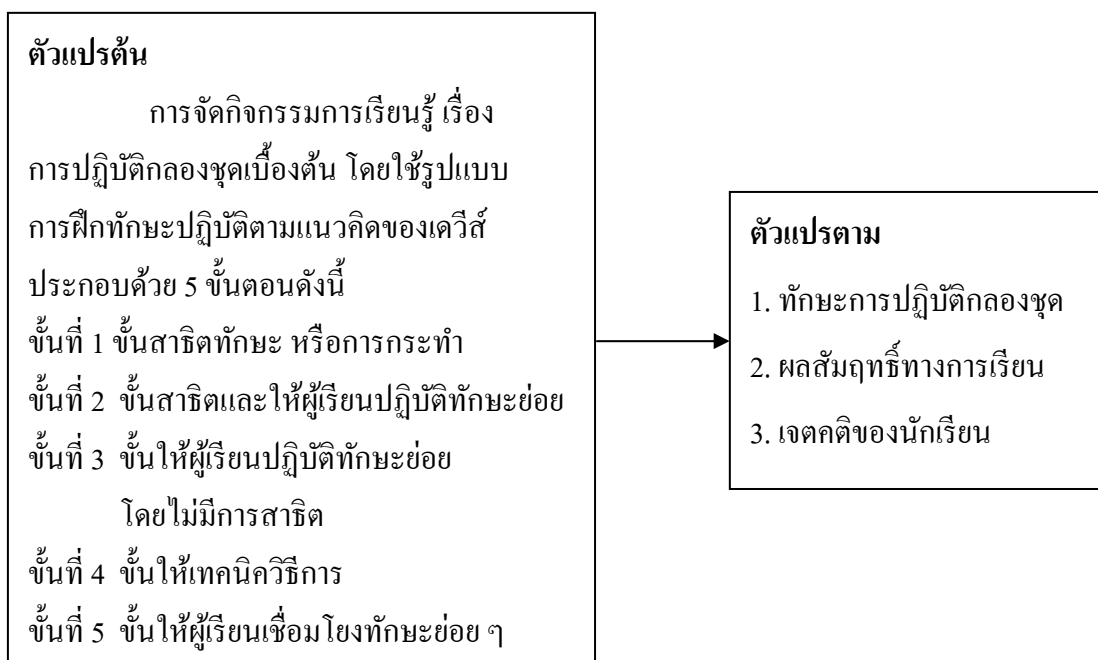 ตัวแปรต้น
การจัดกิจกรรมการเรียนรู้ เรื่อง
การปฏิบัติกลองชุดเบื้องต้น โดยใช้รูปแบบ
การฝึกทักษะปฏิบัติตามแนวคิดของเดวีส์
ประกอบด้วย 5 ขั้นตอนดังนี้
ขั้นที่ 1 ขั้นสาธิตทักษะ หรือการกระทำ
ขั้นที่ 2 ขั้นสาธิตและให้ผู้เรียนปฏิบัติทักษะย่อย
ขั้นที่ 3 ขั้นให้ผู้เรียนปฏิบัติทักษะย่อย
โดยไม่มีการสาธิต
ขั้นที่ 4 ขั้นให้เทคนิควิธีการ
ขั้นที่ 5 ขั้นให้ผู้เรียนเชื่อมโยงทักษะย่อย ๆ
ตัวแปรตาม
1. ทักษะการปฏิบัติกลองชุด
2. ผลสัมฤทธิ์ทางการเรียน
3. เจตคติของนักเรียน